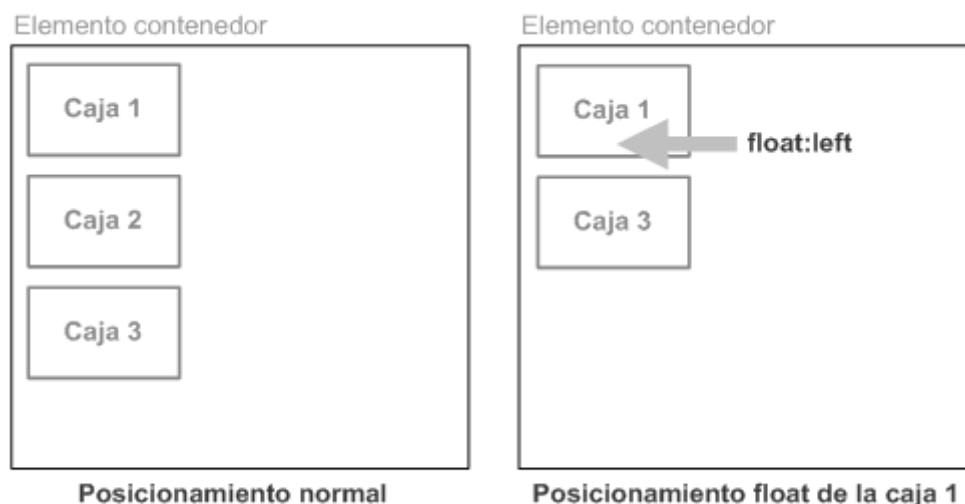 Elemento contenedor
Caja 1
Caja 2
Caja 3
Posicionamiento normal
Elemento contenedor
Caja 1
float:left
Caja 3
Posicionamiento float de la caja 1